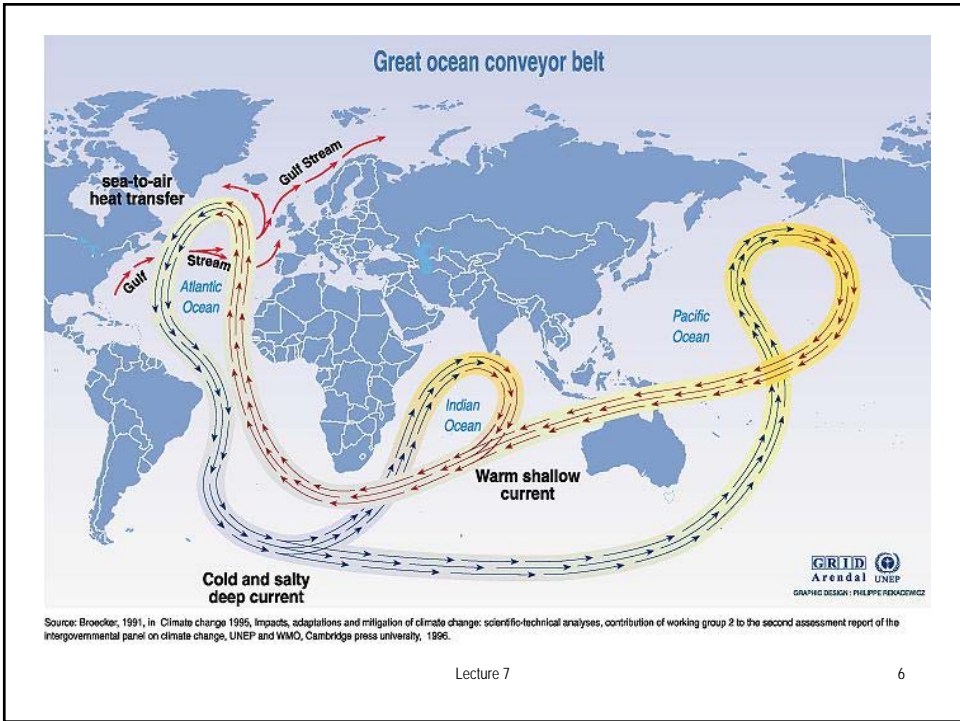 Great ocean conveyor belt
sea-to-air
heat transfer
Gulf Stream
Gulf
Stream
Atlantic
Ocean
Pacific
Ocean
Indian
Ocean
Warm shallow
current
Cold and salty
deep current
GRID
Arendal
UNEP
GRAPHIC DESIGN : PHILIPPE REKACEWICZ
Source: Broecker, 1991, in Climate change 1995, Impacts, adaptations and mitigation of climate change: scientific-technical analyses, contribution of working group 2 to the second assessment report of the
intergovernmental panel on climate change, UNEP and WMO, Cambridge press university, 1996.
Lecture 7
6